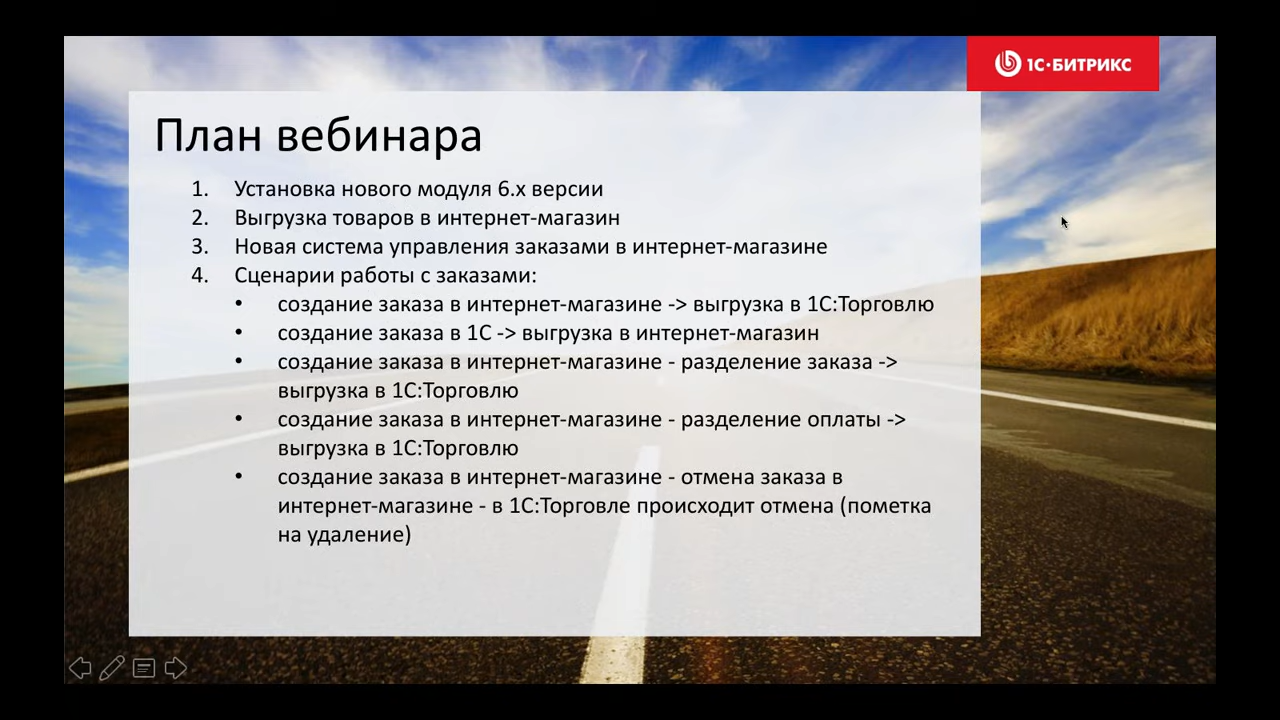 1С·БИТРИКС
План вебинара
1. Установка нового модуля 6.х версии
2. Выгрузка товаров в интернет-магазин
3. Новая система управления заказами в интернет-магазине
4. Сценарии работы с заказами:
• создание заказа в интернет-магазине -> выгрузка в 1С:Торговлю
• создание заказа в 1С -> выгрузка в интернет-магазин
• создание заказа в интернет-магазине - разделение заказа ->
выгрузка в 1С:Торговлю
• создание заказа в интернет-магазине - разделение оплаты ->
выгрузка в 1С:Торговлю
• создание заказа в интернет-магазине - отмена заказа в
интернет-магазине - в 1С:Торговле происходит отмена (пометка
на удаление)